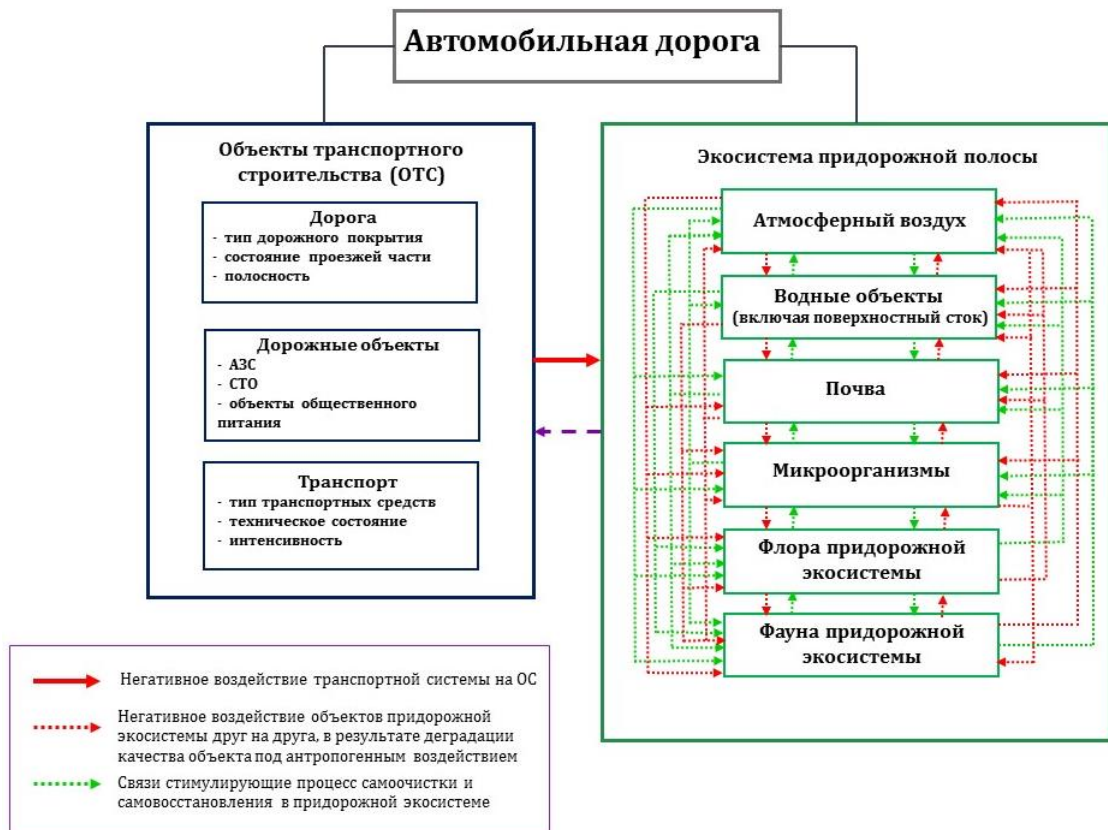 Автомобильная дорога
Объекты транспортного
строительства (ОТС)
Дорога
- тип дорожного покрытия
- состояние проезжей части
- полосность
Дорожные объекты
- АЗС
- СТО
- объекты общественного
питания
Транспорт
- тип транспортных средств
- техническое состояние
- интенсивность
Экосистема придорожной полосы
Атмосферный воздух
Водные объекты
(включая поверхностный сток)
Почва
Микроорганизмы
Флора придорожной
экосистемы
Фауна придорожной
экосистемы
Негативное воздействие транспортной системы на ОС
Негативное воздействие объектов придорожной
экосистемы друг на друга, в результате деградации
качества объекта под антропогенным воздействием
Связи стимулирующие процесс самоочистки и
самовосстановления в придорожной экосистеме